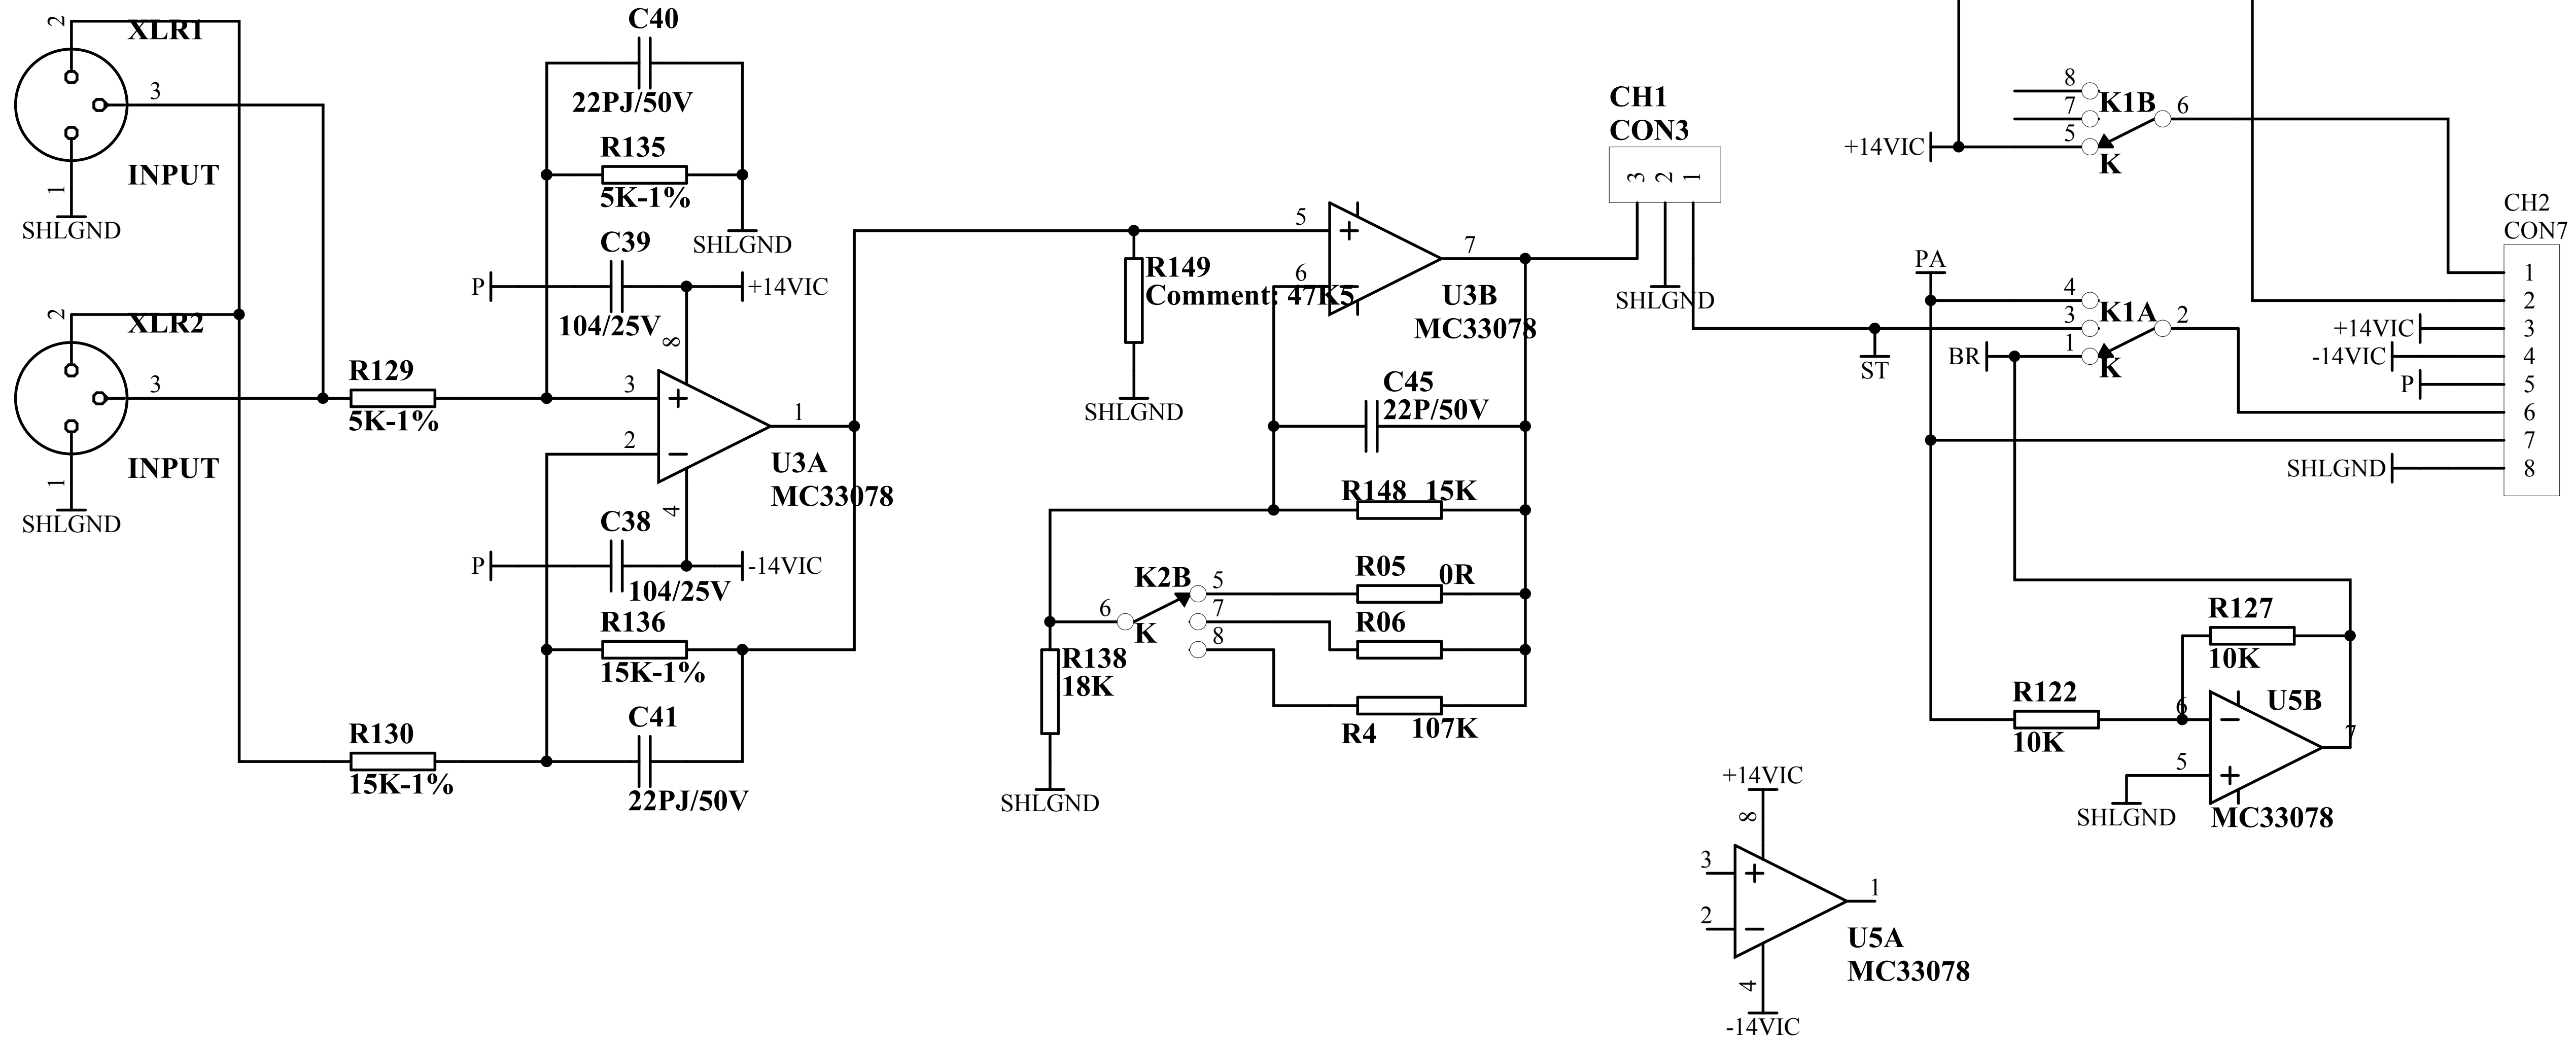 2
XLR1
3
INPUT
1
SHLGND
2
XLR2
3
INPUT
1
SHLGND
R129
5K-1%
R130
15K-1%
C40
22PJ/50V
R135
5K-1%
SHLGND
C39
P
+14VIC
104/25V
8
3
2
1
U3A
MC33078
4
C38
P
-14VIC
104/25V
R136
15K-1%
C41
22PJ/50V
R149
Comment: 47K5
SHLGND
5
6
7
U3B
MC33078
C45
22P/50V
R148 15K
K2B
6
K
5
7
8
R05 0R
R06
R4 107K
R138
18K
SHLGND
CH1
CON3
3 2 1
SHLGND
ST
8
7
5
K1B
6
K
+14VIC
PA
4
3
1
K1A
2
K
BR
CH2
CON7
1
2
+14VIC 3
-14VIC 4
P 5
6
7
SHLGND 8
R127
10K
R122
10K
6
U5B
7
5
SHLGND
MC33078
+14VIC
8
3
2
1
U5A
MC33078
4
-14VIC